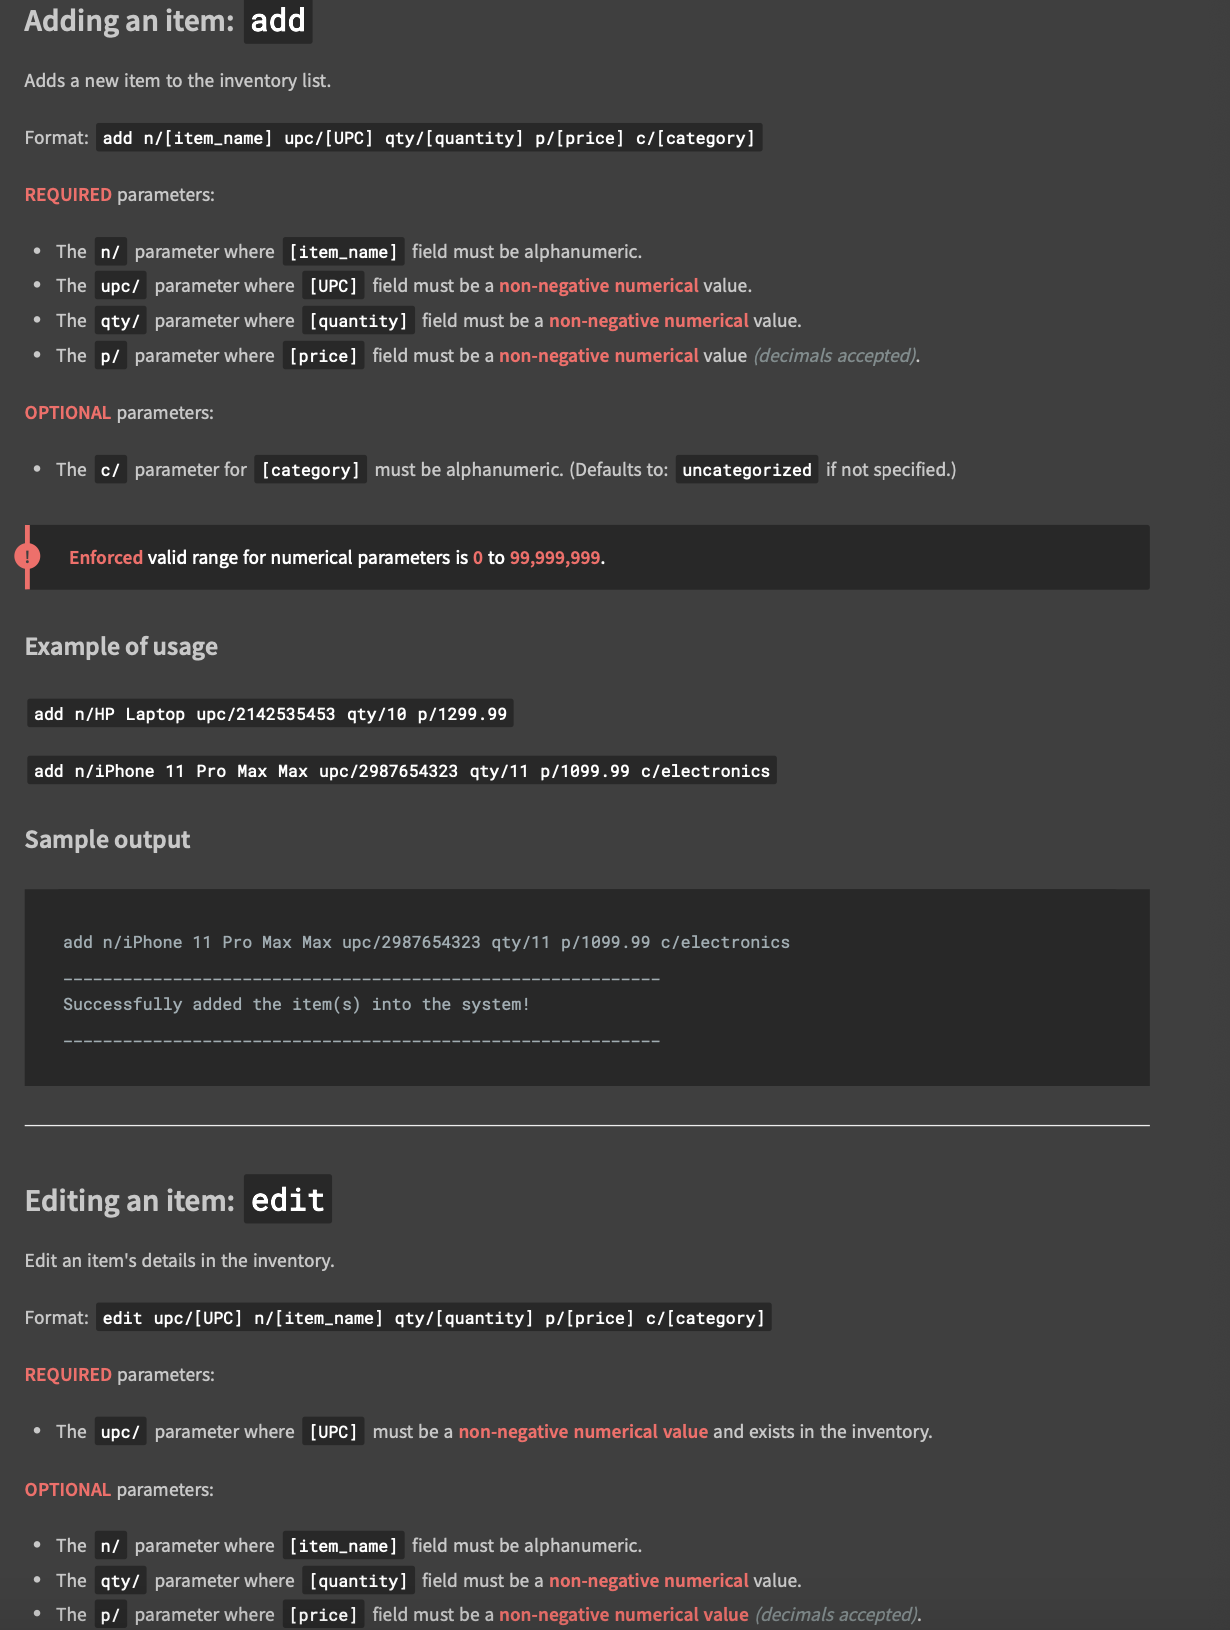 Adding an item: add
Adds a new item to the inventory list.
Format: add n/[item_name] upc/[UPC] qty/[quantity] p/[price] c/[category]
REQUIRED parameters:
• The n/ parameter where [item_name] field must be alphanumeric.
• The upc/ parameter where [UPC] field must be a non-negative numerical value.
• The qty/ parameter where [quantity] field must be a non-negative numerical value.
• The p/ parameter where [price] field must be a non-negative numerical value (decimals accepted).
OPTIONAL parameters:
• The c/ parameter for [category] must be alphanumeric. (Defaults to: uncategorized if not specified.)
! Enforced valid range for numerical parameters is 0 to 99,999,999.
Example of usage
add n/HP Laptop upc/2142535453 qty/10 p/1299.99
add n/iPhone 11 Pro Max Max upc/2987654323 qty/11 p/1099.99 c/electronics
Sample output
add n/iPhone 11 Pro Max Max upc/2987654323 qty/11 p/1099.99 c/electronics
------------------------------------------------------------
Successfully added the item(s) into the system!
------------------------------------------------------------
Editing an item: edit
Edit an item's details in the inventory.
Format: edit upc/[UPC] n/[item_name] qty/[quantity] p/[price] c/[category]
REQUIRED parameters:
• The upc/ parameter where [UPC] must be a non-negative numerical value and exists in the inventory.
OPTIONAL parameters:
• The n/ parameter where [item_name] field must be alphanumeric.
• The qty/ parameter where [quantity] field must be a non-negative numerical value.
• The p/ parameter where [price] field must be a non-negative numerical value (decimals accepted).